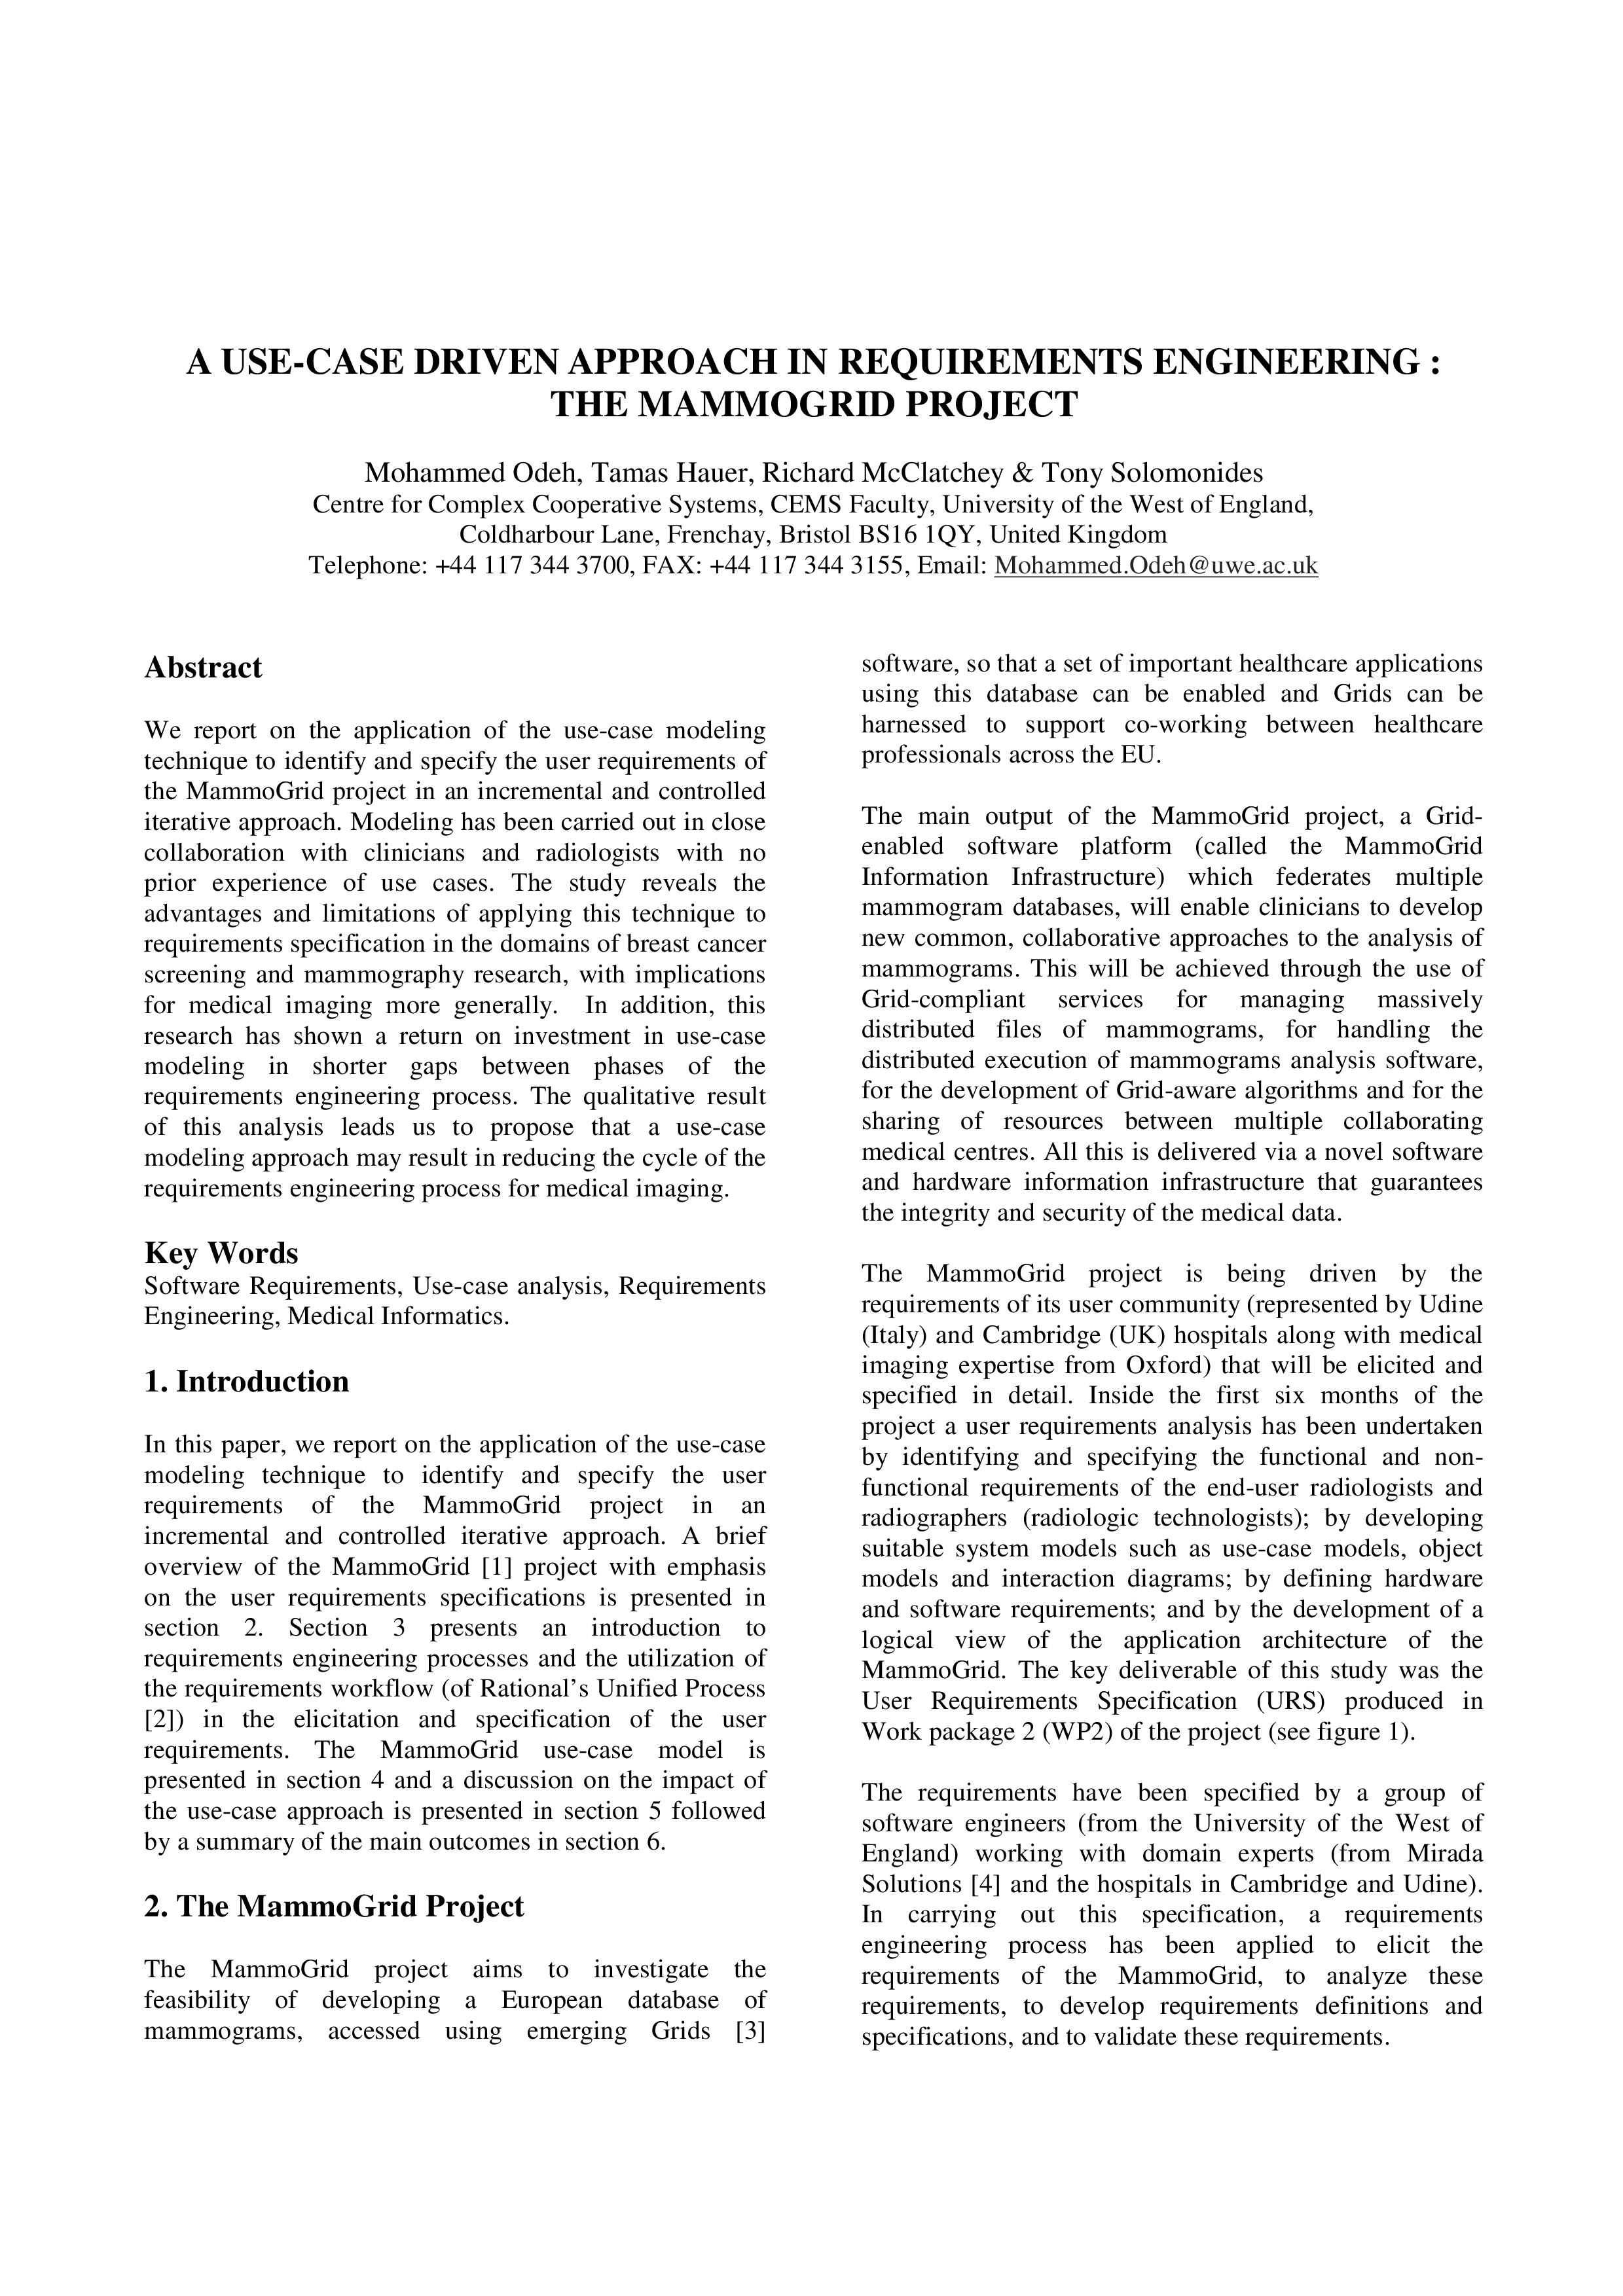 A USE-CASE DRIVEN APPROACH IN REQUIREMENTS ENGINEERING :
THE MAMMOGRID PROJECT
Mohammed Odeh, Tamas Hauer, Richard McClatchey & Tony Solomonides
Centre for Complex Cooperative Systems, CEMS Faculty, University of the West of England,
Coldharbour Lane, Frenchay, Bristol BS16 1QY, United Kingdom
Telephone: +44 117 344 3700, FAX: +44 117 344 3155, Email: Mohammed.Odeh@uwe.ac.uk
Abstract
We report on the application of the use-case modeling
technique to identify and specify the user requirements of
the MammoGrid project in an incremental and controlled
iterative approach. Modeling has been carried out in close
collaboration with clinicians and radiologists with no
prior experience of use cases. The study reveals the
advantages and limitations of applying this technique to
requirements specification in the domains of breast cancer
screening and mammography research, with implications
for medical imaging more generally. In addition, this
research has shown a return on investment in use-case
modeling in shorter gaps between phases of the
requirements engineering process. The qualitative result
of this analysis leads us to propose that a use-case
modeling approach may result in reducing the cycle of the
requirements engineering process for medical imaging.
Key Words
Software Requirements, Use-case analysis, Requirements
Engineering, Medical Informatics.
1. Introduction
In this paper, we report on the application of the use-case
modeling technique to identify and specify the user
requirements of the MammoGrid project in an
incremental and controlled iterative approach. A brief
overview of the MammoGrid [1] project with emphasis
on the user requirements specifications is presented in
section 2. Section 3 presents an introduction to
requirements engineering processes and the utilization of
the requirements workflow (of Rational's Unified Process
[2]) in the elicitation and specification of the user
requirements. The MammoGrid use-case model is
presented in section 4 and a discussion on the impact of
the use-case approach is presented in section 5 followed
by a summary of the main outcomes in section 6.
2. The MammoGrid Project
The MammoGrid project aims to investigate the
feasibility of developing a European database of
mammograms, accessed using emerging Grids [3]
software, so that a set of important healthcare applications
using this database can be enabled and Grids can be
harnessed to support co-working between healthcare
professionals across the EU.
The main output of the MammoGrid project, a Grid-
enabled software platform (called the MammoGrid
Information Infrastructure) which federates multiple
mammogram databases, will enable clinicians to develop
new common, collaborative approaches to the analysis of
mammograms. This will be achieved through the use of
Grid-compliant services for managing massively
distributed files of mammograms, for handling the
distributed execution of mammograms analysis software,
for the development of Grid-aware algorithms and for the
sharing of resources between multiple collaborating
medical centres. All this is delivered via a novel software
and hardware information infrastructure that guarantees
the integrity and security of the medical data.
The MammoGrid project is being driven by the
requirements of its user community (represented by Udine
(Italy) and Cambridge (UK) hospitals along with medical
imaging expertise from Oxford) that will be elicited and
specified in detail. Inside the first six months of the
project a user requirements analysis has been undertaken
by identifying and specifying the functional and non-
functional requirements of the end-user radiologists and
radiographers (radiologic technologists); by developing
suitable system models such as use-case models, object
models and interaction diagrams; by defining hardware
and software requirements; and by the development of a
logical view of the application architecture of the
MammoGrid. The key deliverable of this study was the
User Requirements Specification (URS) produced in
Work package 2 (WP2) of the project (see figure 1).
The requirements have been specified by a group of
software engineers (from the University of the West of
England) working with domain experts (from Mirada
Solutions [4] and the hospitals in Cambridge and Udine).
In carrying out this specification, a requirements
engineering process has been applied to elicit the
requirements of the MammoGrid, to analyze these
requirements, to develop requirements definitions and
specifications, and to validate these requirements.